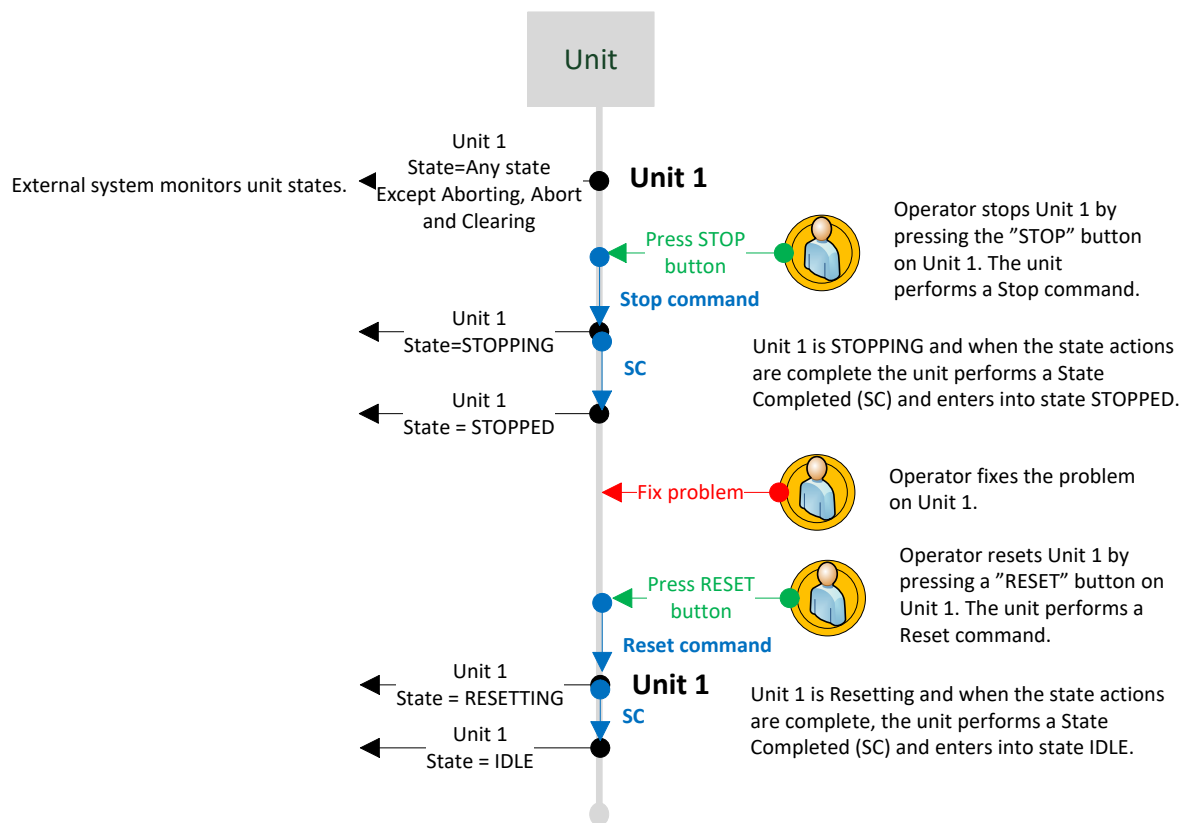 Unit
Unit 1
State=Any state
Except Aborting, Abort
and Clearing
External system monitors unit states.
Unit 1
Operator stops Unit 1 by
pressing the ”STOP” button
on Unit 1. The unit
performs a Stop command.
Press STOP
button
Stop command
Unit 1
State=STOPPING
Unit 1 is STOPPING and when the state actions
are complete the unit performs a State
Completed (SC) and enters into state STOPPED.
SC
Unit 1
State = STOPPED
Fix problem
Operator fixes the problem
on Unit 1.
Operator resets Unit 1 by
pressing a ”RESET” button on
Unit 1. The unit performs a
Reset command.
Press RESET
button
Reset command
Unit 1
State = RESETTING
Unit 1
Unit 1 is Resetting and when the state actions
are complete, the unit performs a State
Completed (SC) and enters into state IDLE.
SC
Unit 1
State = IDLE